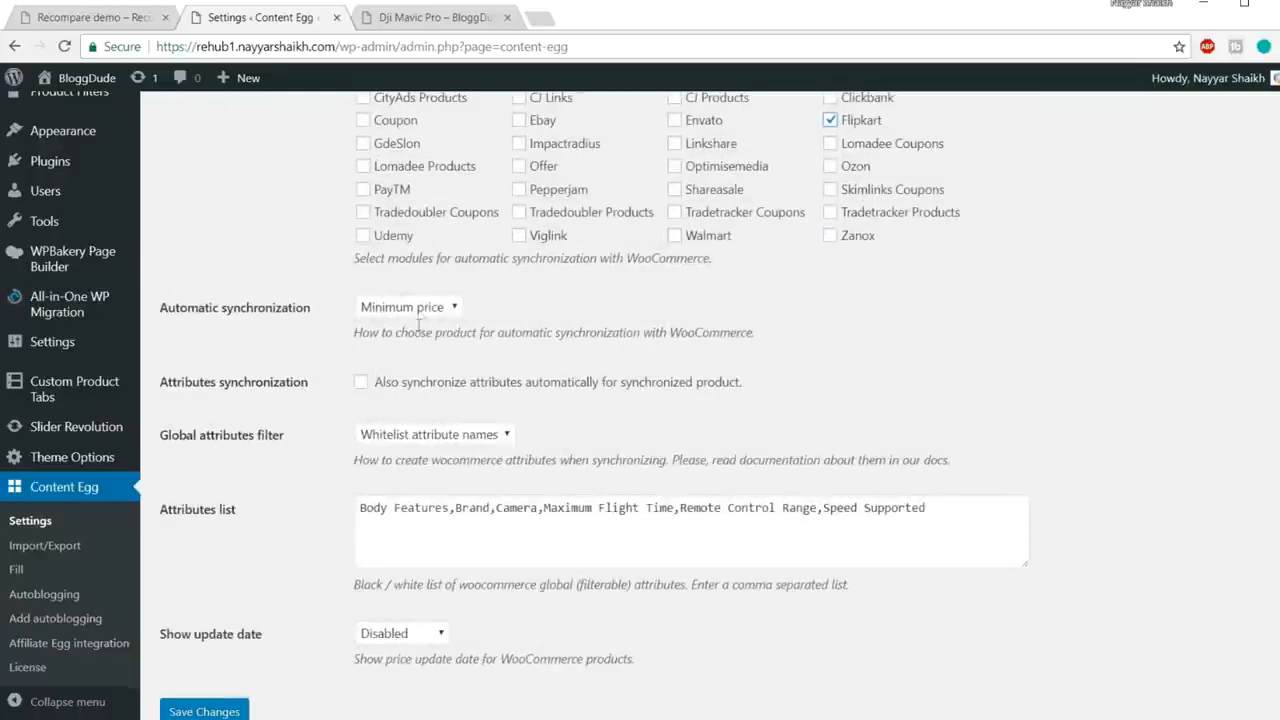 Nayyar Shaikh
Recompare demo – Reco
Settings ‹ Content Egg ‹
Dji Mavic Pro – BloggDu
Secure
https://rehub1.nayyarshaikh.com/wp-admin/admin.php?page=content-egg
BloggDude
1
0
New
Howdy, Nayyar Shaikh
Product Filters
Appearance
Plugins
Users
Tools
WPBakery Page
Builder
All-in-One WP
Migration
Settings
Custom Product
Tabs
Slider Revolution
Theme Options
Content Egg
Settings
Import/Export
Fill
Autoblogging
Add autoblogging
Affiliate Egg integration
License
Collapse menu
CityAds Products CJ Links CJ Products Clickbank
Coupon Ebay Envato Flipkart
GdeSlon Impactradius Linkshare Lomadee Coupons
Lomadee Products Offer Optimisemedia Ozon
PayTM Pepperjam Shareasale Skimlinks Coupons
Tradedoubler Coupons Tradedoubler Products Tradetracker Coupons Tradetracker Products
Udemy Viglink Walmart Zanox
Select modules for automatic synchronization with WooCommerce.
Automatic synchronization
Minimum price
How to choose product for automatic synchronization with WooCommerce.
Attributes synchronization
Also synchronize attributes automatically for synchronized product.
Global attributes filter
Whitelist attribute names
How to create wocommerce attributes when synchronizing. Please, read documentation about them in our docs.
Attributes list
Body Features,Brand,Camera,Maximum Flight Time,Remote Control Range,Speed Supported
Black / white list of woocommerce global (filterable) attributes. Enter a comma separated list.
Show update date
Disabled
Show price update date for WooCommerce products.
Save Changes